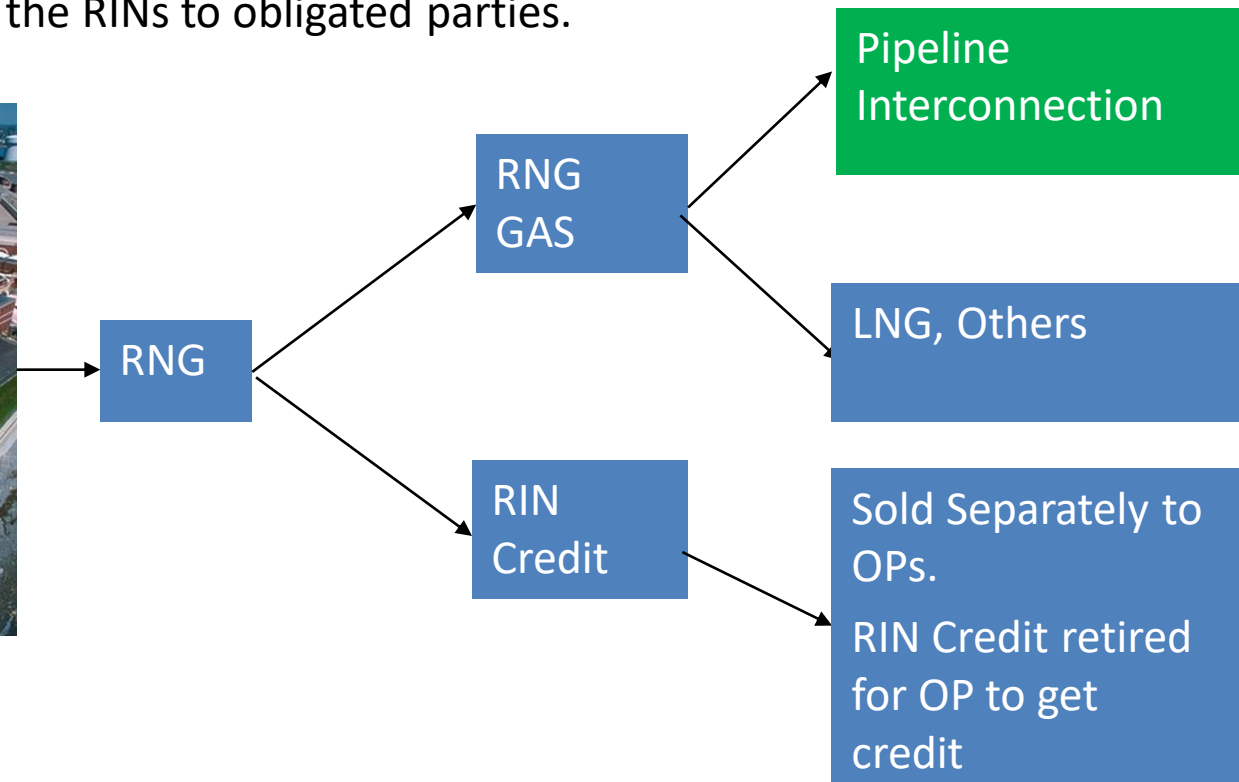 the RINs to obligated parties.
Pipeline
Interconnection
RNG
GAS
LNG, Others
RNG
RIN
Credit
Sold Separately to
OPs.
RIN Credit retired
for OP to get
credit